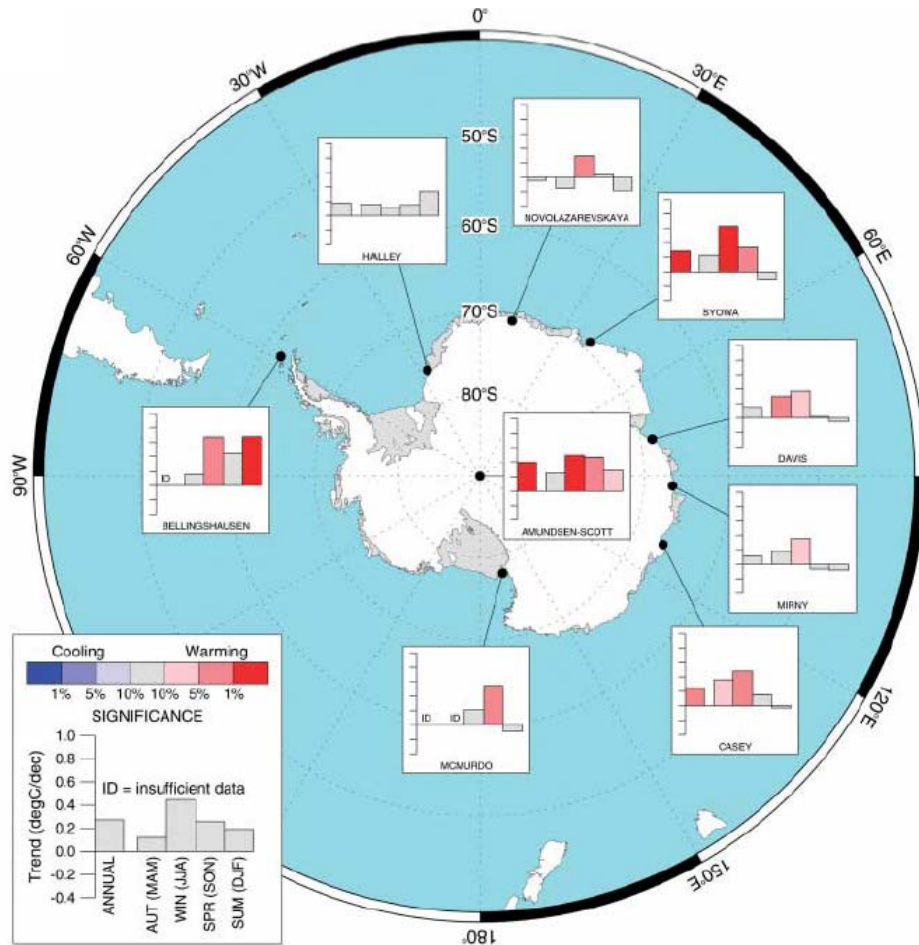 0°
30°W
30°E
50°S
NOVOLAZAREVSKAYA
60°W
60°S
60°E
HALLEY
SYOWA
70°S
80°S
DAVIS
90°W
ID
BELLINGSHAUSEN
AMUNDSEN-SCOTT
MIRNY
Cooling Warming
1% 5% 10% 10% 5% 1%
SIGNIFICANCE
ID ID
MCMURDO
CASEY
120°E
1.0
0.8
0.6
0.4
0.2
0.0
-0.2
-0.4
Trend (degC/dec)
ID = insufficient data
ANNUAL
AUT (MAM)
WIN (JJA)
SPR (SON)
SUM (DJF)
150°E
180°